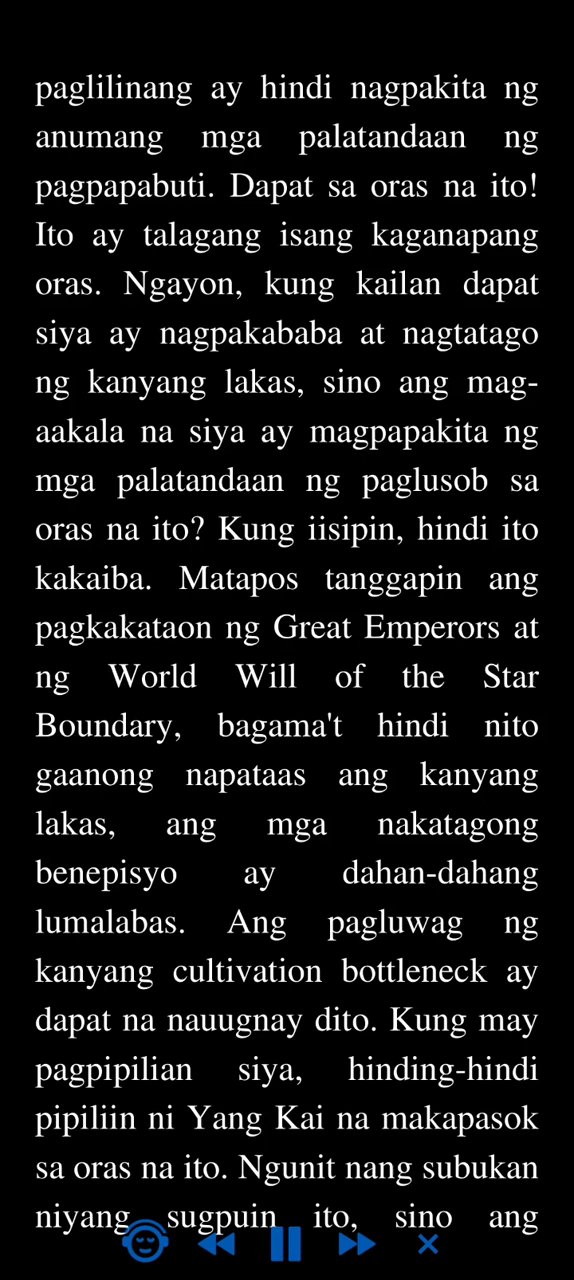 paglilinang ay hindi nagpakita ng
anumang mga palatandaan ng
pagpapabuti. Dapat sa oras na ito!
Ito ay talagang isang kaganapang
oras. Ngayon, kung kailan dapat
siya ay nagpakababa at nagtatago
ng kanyang lakas, sino ang mag-
aakala na siya ay magpapakita ng
mga palatandaan ng paglusob sa
oras na ito? Kung iisipin, hindi ito
kakaiba. Matapos tanggapin ang
pagkakataon ng Great Emperors at
ng World Will of the Star
Boundary, bagama't hindi nito
gaanong napataas ang kanyang
lakas, ang mga nakatagong
benepisyo ay dahan-dahang
lumalabas. Ang pagluwag ng
kanyang cultivation bottleneck ay
dapat na nauugnay dito. Kung may
pagpipilian siya, hinding-hindi
pipiliin ni Yang Kai na makapasok
sa oras na ito. Ngunit nang subukan
niyang sugpuin ito, sino ang